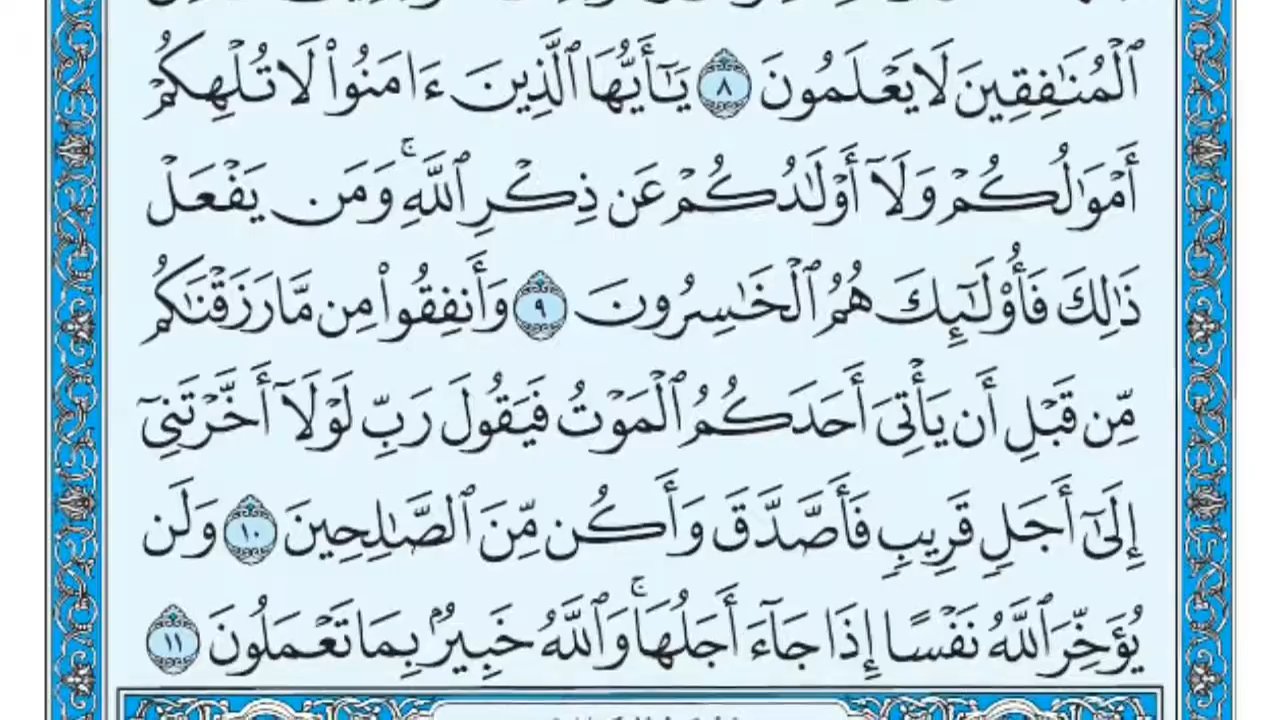 ٱلْمُنَٰفِقِينَ لَا يَعْلَمُونَ ٨ يَٰٓأَيُّهَا ٱلَّذِينَ ءَامَنُوا۟ لَا تُلْهِكُمْ
أَمْوَٰلُكُمْ وَلَآ أَوْلَٰدُكُمْ عَن ذِكْرِ ٱللَّهِ ۚ وَمَن يَفْعَلْ
ذَٰلِكَ فَأُو۟لَٰٓئِكَ هُمُ ٱلْخَٰسِرُونَ ٩ وَأَنفِقُوا۟ مِن مَّا رَزَقْنَٰكُم
مِّن قَبْلِ أَن يَأْتِىَ أَحَدَكُمُ ٱلْمَوْتُ فَيَقُولَ رَبِّ لَوْلَآ أَخَّرْتَنِىٓ
إِلَىٰٓ أَجَلٍ قَرِيبٍ فَأَصَّدَّقَ وَأَكُن مِّنَ ٱلصَّٰلِحِينَ ١٠ وَلَن
يُؤَخِّرَ ٱللَّهُ نَفْسًا إِذَا جَآءَ أَجَلُهَا ۚ وَٱللَّهُ خَبِيرٌۢ بِمَا تَعْمَلُونَ ١١